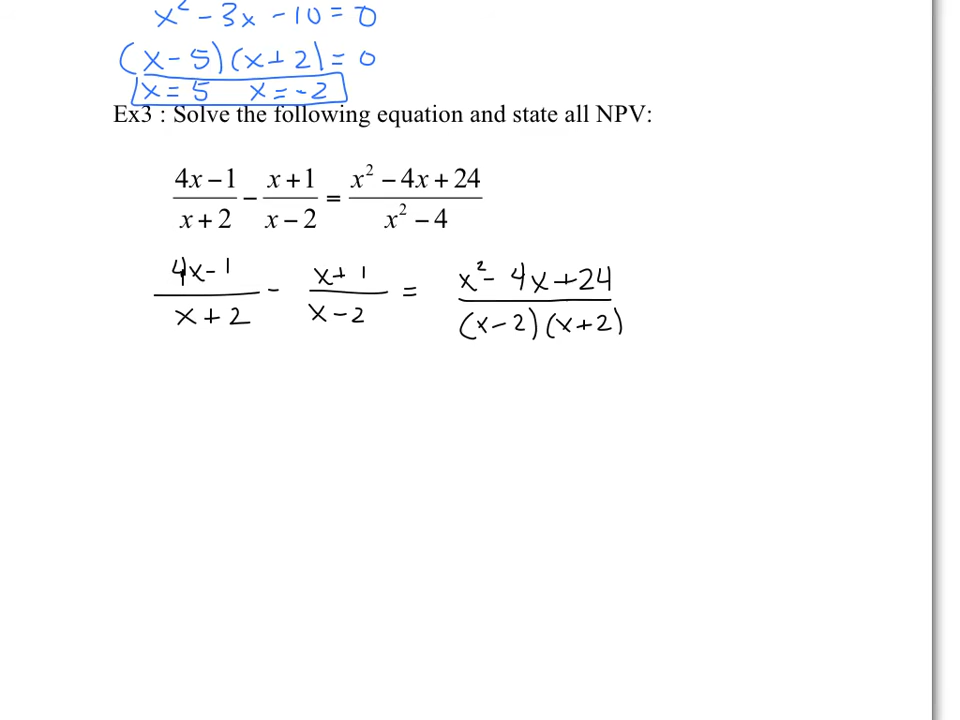 x² - 3x - 10 = 0
(x - 5)(x + 2) = 0
x = 5 x = -2
Ex3 : Solve the following equation and state all NPV:
4x − 1 x + 1 x² − 4x + 24
− =
x + 2 x − 2 x² − 4
4x - 1 x + 1 x² - 4x + 24
- =
x + 2 x - 2 (x - 2)(x + 2)